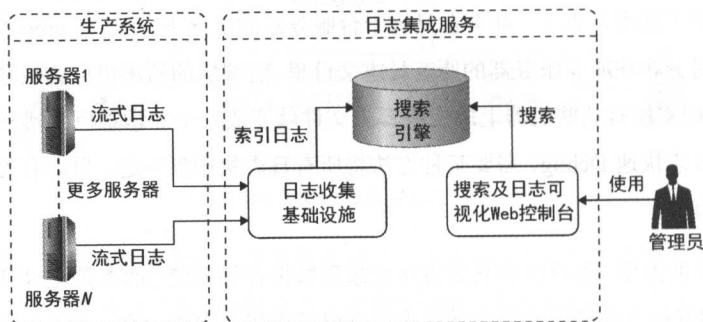 生产系统
日志集成服务
服务器1
流式日志
更多服务器
流式日志
服务器N
索引日志
搜索
引擎
搜索
日志收集
基础设施
搜索及日志可
视化Web控制台
使用
管理员